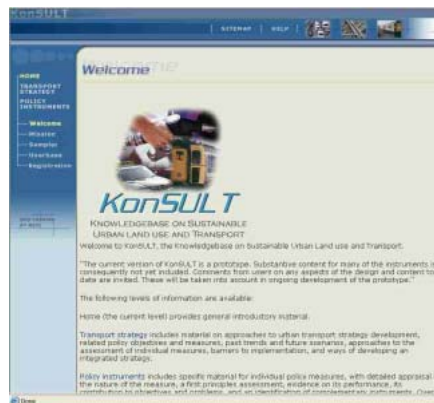 KonSULT
SITEMAP | HELP
Welcome
HOME
TRANSPORT
STRATEGY
POLICY
INSTRUMENTS
Welcome
Mission
Sampler
Userbase
Registration
KonSULT
KNOWLEDGEBASE ON SUSTAINABLE
URBAN LAND USE AND TRANSPORT
Welcome to KonSULT, the Knowledgebase on Sustainable Urban Land use and Transport.
"The current version of KonSULT is a prototype. Substantive content for many of the instruments is
consequently not yet included. Comments from users on any aspects of the design and content to
date are invited. These will be taken into account in ongoing development of the prototype."
The following levels of information are available:
Home (the current level) provides general introductory material.
Transport strategy includes material on approaches to urban transport strategy development,
related policy objectives and measures, past trends and future scenarios, approaches to the
assessment of individual measures, barriers to implementation, and ways of developing an
integrated strategy.
Policy instruments includes specific material for individual policy measures, with detailed appraisal
the nature of the measure, a first principles assessment, evidence on its performance, its
contribution to objectives and problems, and an identification of complementary instruments. Over
Done